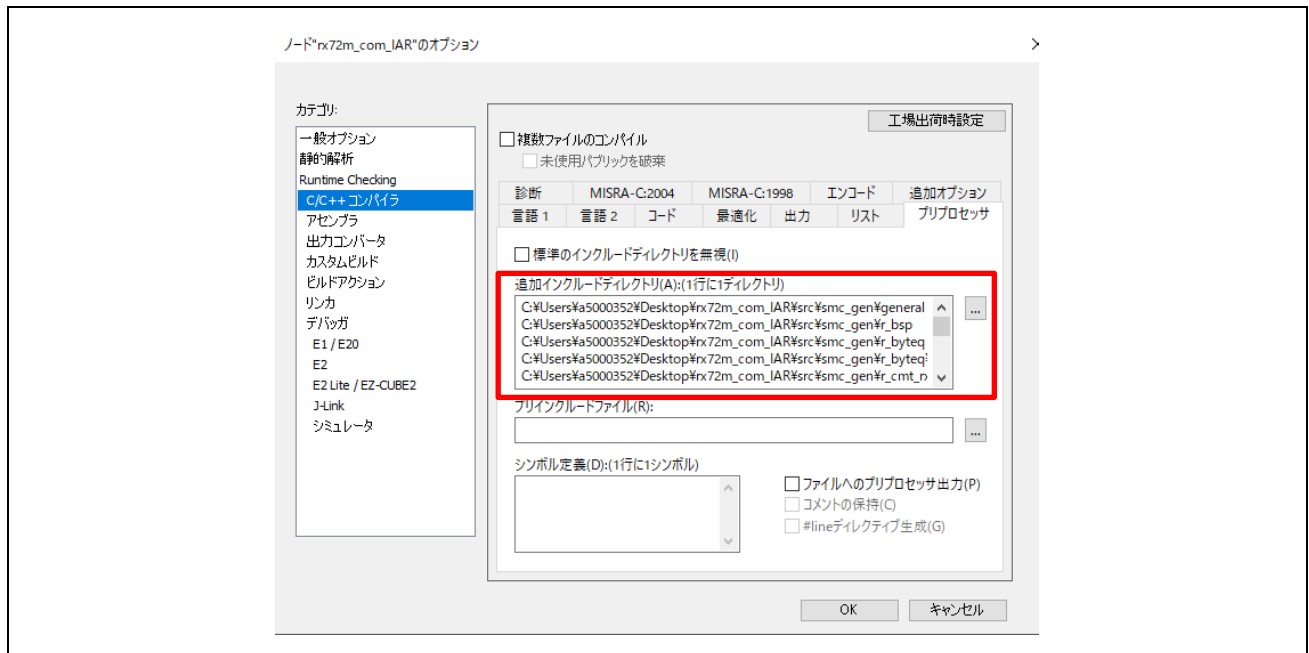 ノード"rx72m_com_IAR"のオプション
カテゴリ:
一般オプション
静的解析
Runtime Checking
C/C++ コンパイラ
アセンブラ
出力コンバータ
カスタムビルド
ビルドアクション
リンカ
デバッガ
E1 / E20
E2
E2 Lite / EZ-CUBE2
J-Link
シミュレータ
工場出荷時設定
複数ファイルのコンパイル
未使用パブリックを破棄
診断 MISRA-C:2004 MISRA-C:1998 エンコード 追加オプション
言語 1 言語 2 コード 最適化 出力 リスト プリプロセッサ
標準のインクルードディレクトリを無視(I)
追加インクルードディレクトリ(A):(1行に1ディレクトリ)
C:¥Users¥a5000352¥Desktop¥rx72m_com_IAR¥src¥smc_gen¥general
C:¥Users¥a5000352¥Desktop¥rx72m_com_IAR¥src¥smc_gen¥r_bsp
C:¥Users¥a5000352¥Desktop¥rx72m_com_IAR¥src¥smc_gen¥r_byteq
C:¥Users¥a5000352¥Desktop¥rx72m_com_IAR¥src¥smc_gen¥r_byteq¥
C:¥Users¥a5000352¥Desktop¥rx72m_com_IAR¥src¥smc_gen¥r_cmt_r
...
プリインクルードファイル(R):
...
シンボル定義(D):(1行に1シンボル)
ファイルへのプリプロセッサ出力(P)
コメントの保持(C)
#lineディレクティブ生成(G)
OK キャンセル